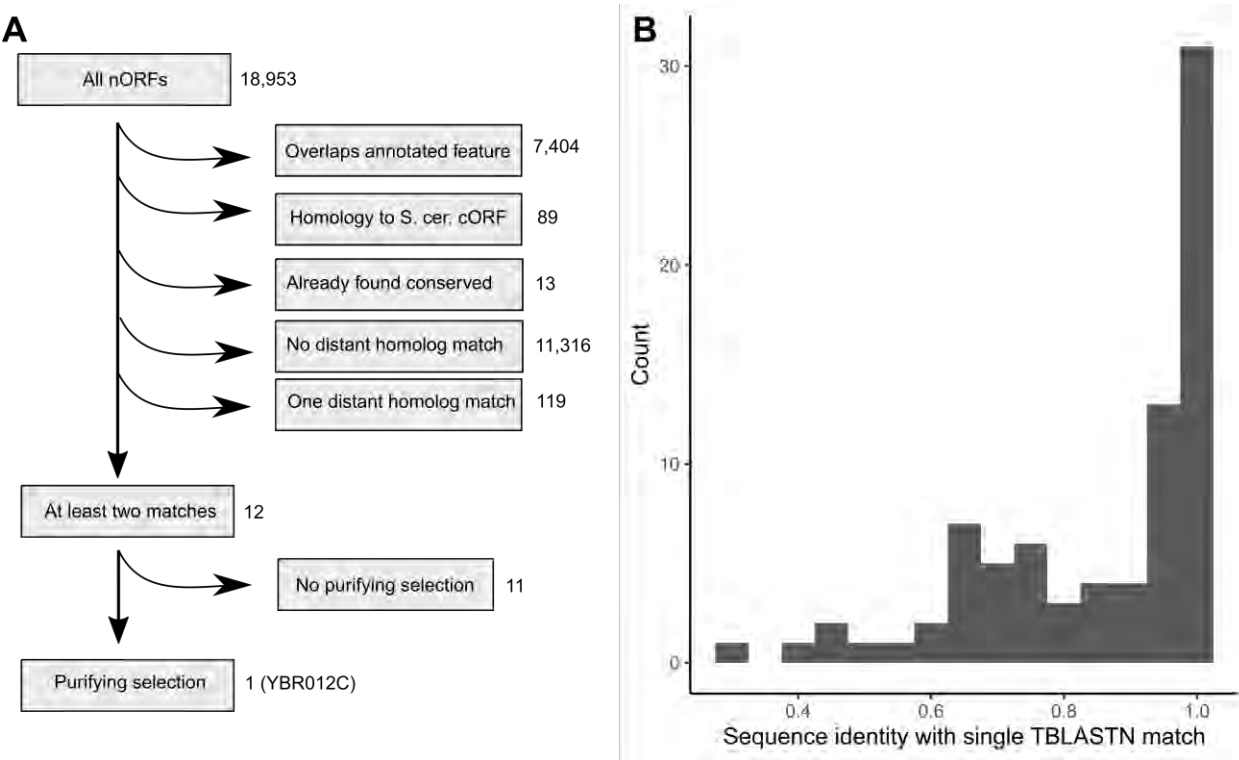 A
All nORFs 18,953
Overlaps annotated feature 7,404
Homology to S. cer. cORF 89
Already found conserved 13
No distant homolog match 11,316
One distant homolog match 119
At least two matches 12
No purifying selection 11
Purifying selection 1 (YBR012C)
B
30
20
10
0
Count
0.4 0.6 0.8 1.0
Sequence identity with single TBLASTN match